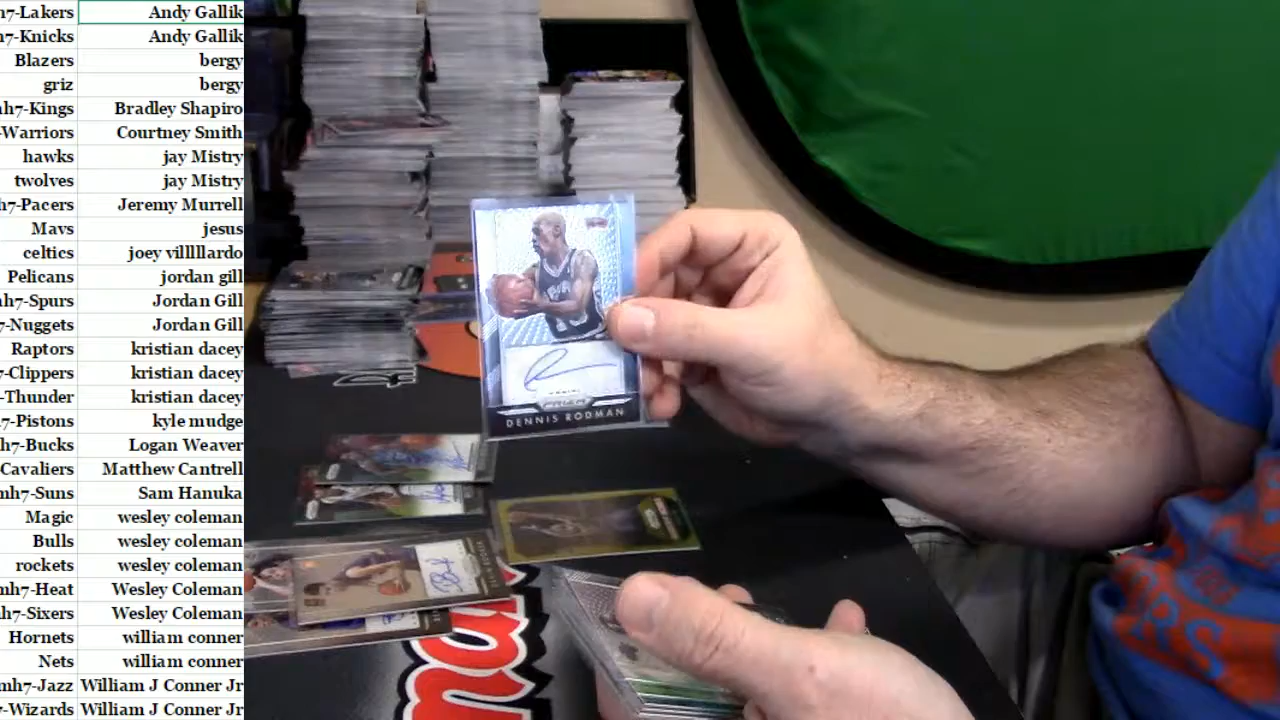 h7-Lakers Andy Gallik
h7-Knicks Andy Gallik
Blazers bergy
griz bergy
h7-Kings Bradley Shapiro
-Warriors Courtney Smith
hawks jay Mistry
twolves jay Mistry
h7-Pacers Jeremy Murrell
Mavs jesus
celtics joey villlllardo
Pelicans jordan gill
h7-Spurs Jordan Gill
7-Nuggets Jordan Gill
Raptors kristian dacey
7-Clippers kristian dacey
-Thunder kristian dacey
7-Pistons kyle mudge
h7-Bucks Logan Weaver
Cavaliers Matthew Cantrell
mh7-Suns Sam Hanuka
Magic wesley coleman
Bulls wesley coleman
rockets wesley coleman
mh7-Heat Wesley Coleman
h7-Sixers Wesley Coleman
Hornets william conner
Nets william conner
mh7-Jazz William J Conner Jr
-Wizards William J Conner Jr
DENNIS RODMAN